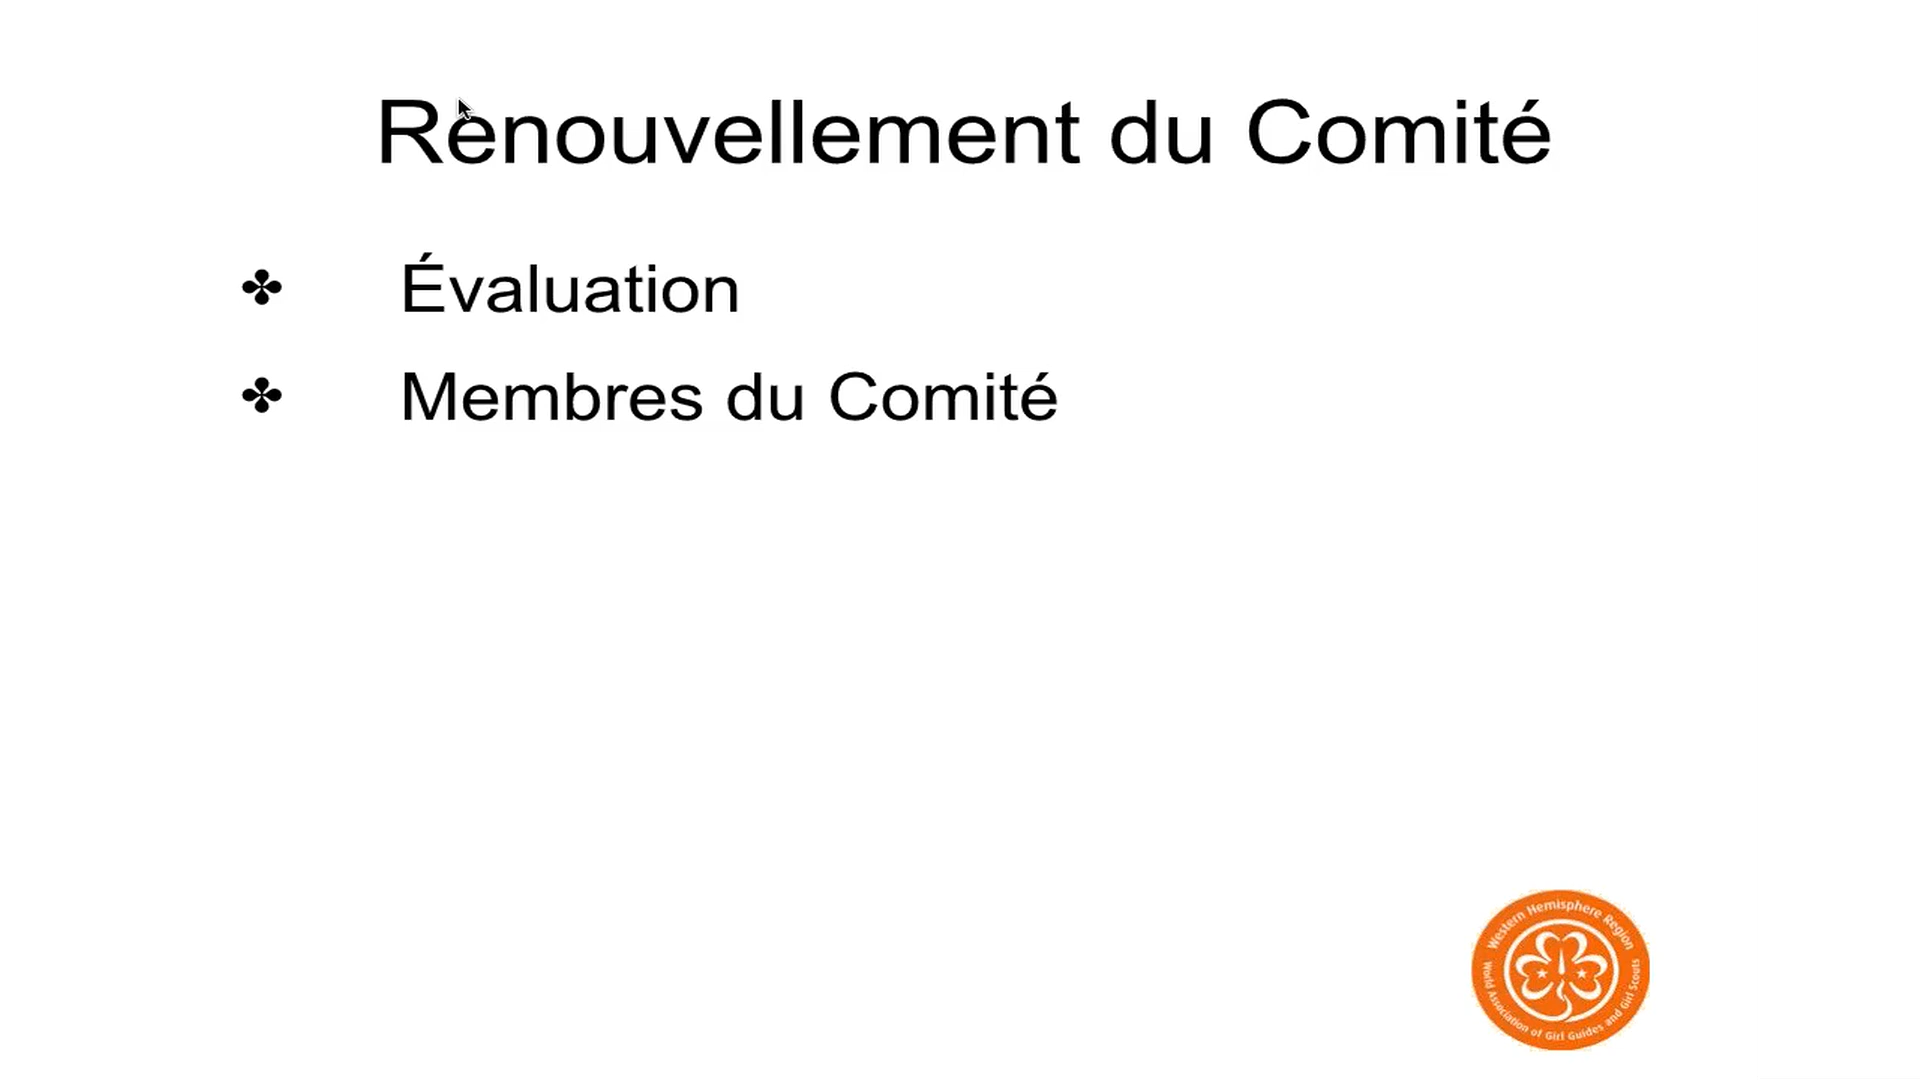 Renouvellement du Comité
Évaluation
Membres du Comité
Western Hemisphere Region
World Association of Girl Guides and Girl Scouts